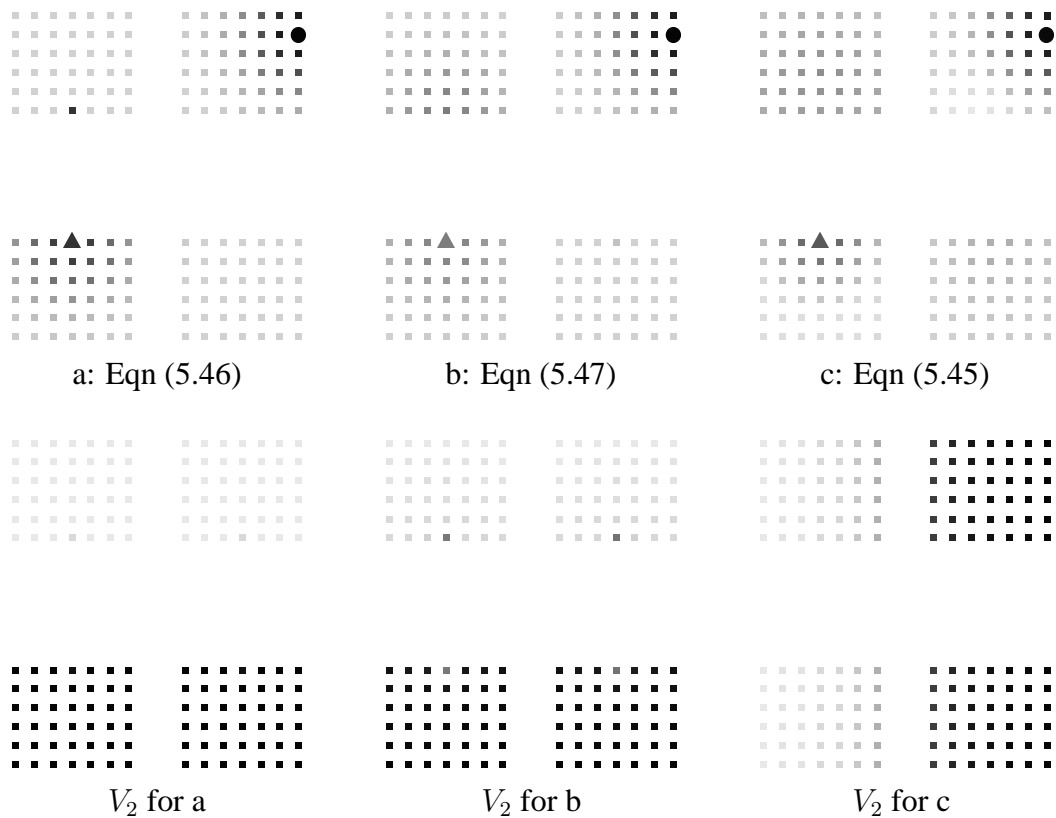 a: Eqn (5.46) b: Eqn (5.47) c: Eqn (5.45)
V₂ for a V₂ for b V₂ for c